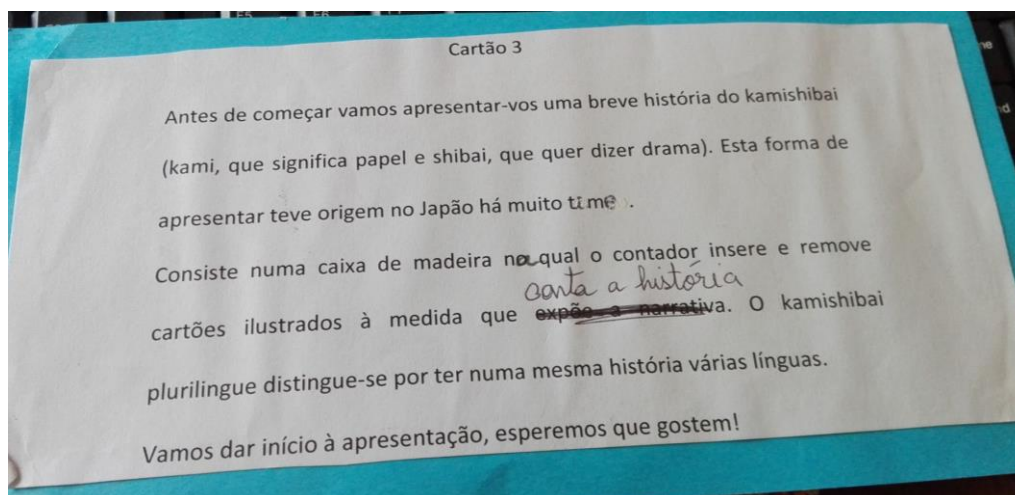 Cartão 3
Antes de começar vamos apresentar-vos uma breve história do kamishibai
(kami, que significa papel e shibai, que quer dizer drama). Esta forma de
apresentar teve origem no Japão há muito time.
Consiste numa caixa de madeira na qual o contador insere e remove
conta a história
cartões ilustrados à medida que expõe a narrativa. O kamishibai
plurilingue distingue-se por ter numa mesma história várias línguas.
Vamos dar início à apresentação, esperemos que gostem!